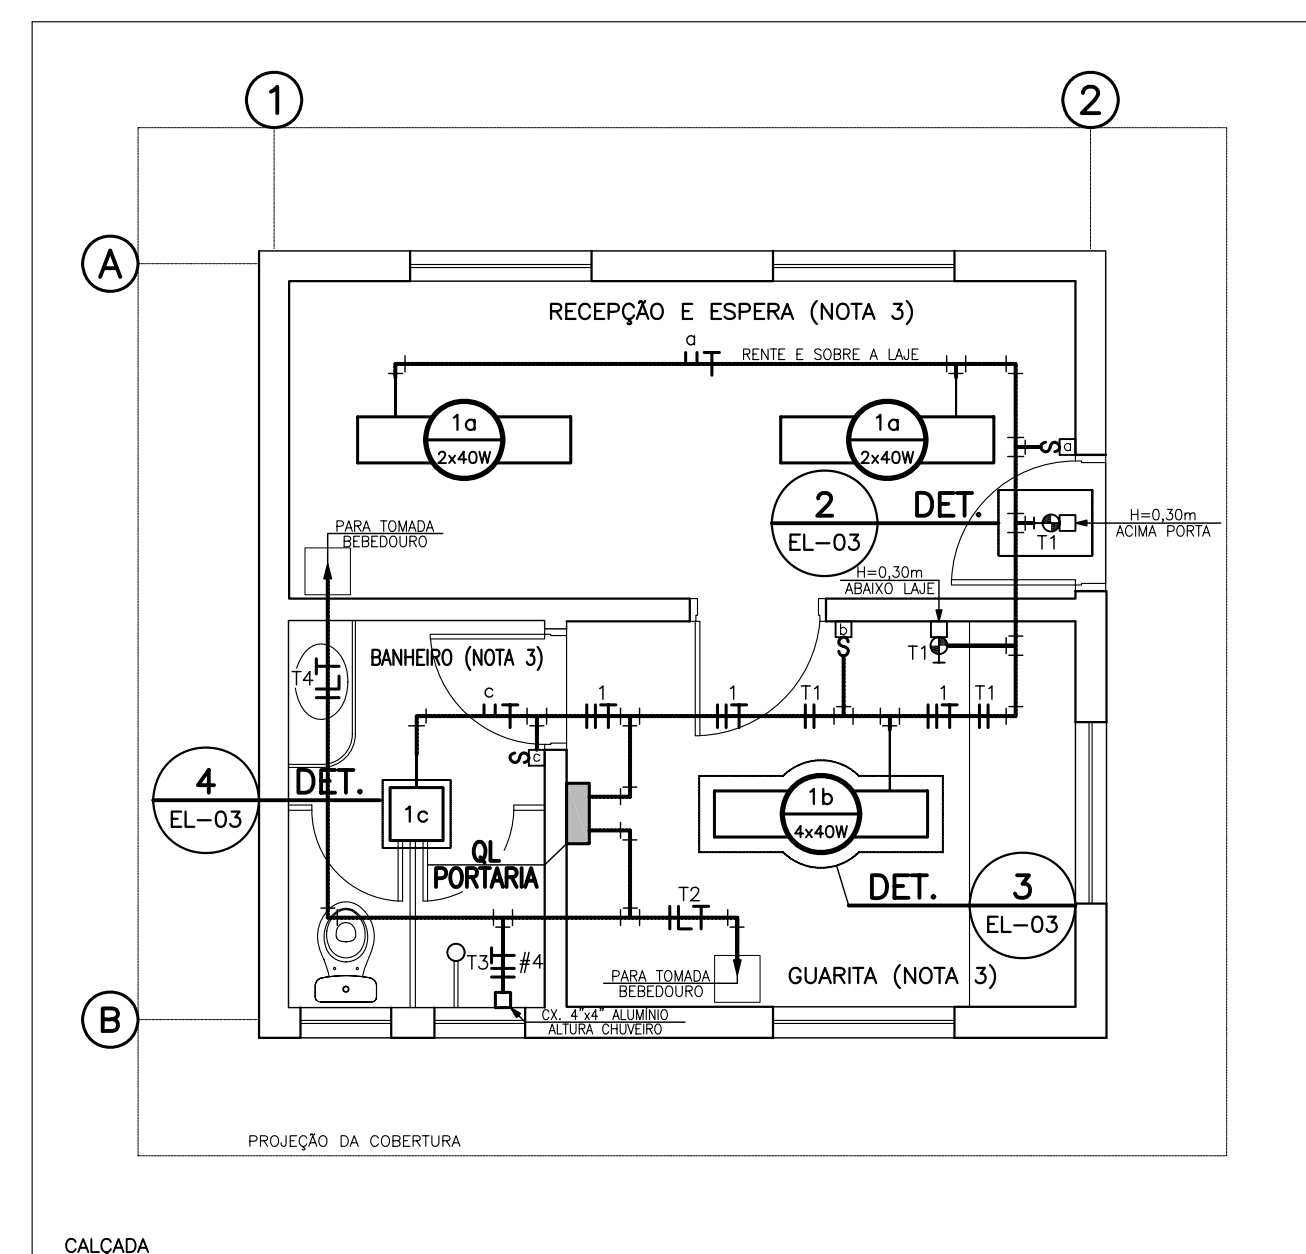 1
2
A
RECEPÇÃO E ESPERA (NOTA 3)
a
RENTE E SOBRE A LAJE
1a
2x40W
1a
2x40W
S a
2
EL-03
DET.
H=0,30m
ACIMA PORTA
T1
PARA TOMADA
BEBEDOURO
H=0,30m
ABAIXO LAJE
b
S
T1
BANHEIRO (NOTA 3)
T4
c
1
1
T1
1
T1
S c
4
EL-03
DET.
1c
1b
4x40W
QL
PORTARIA
DET.
3
EL-03
T2
T3
#4
PARA TOMADA
BEBEDOURO
GUARITA (NOTA 3)
CX. 4"x4" ALUMÍNIO
ALTURA CHUVEIRO
B
PROJEÇÃO DA COBERTURA
CALÇADA